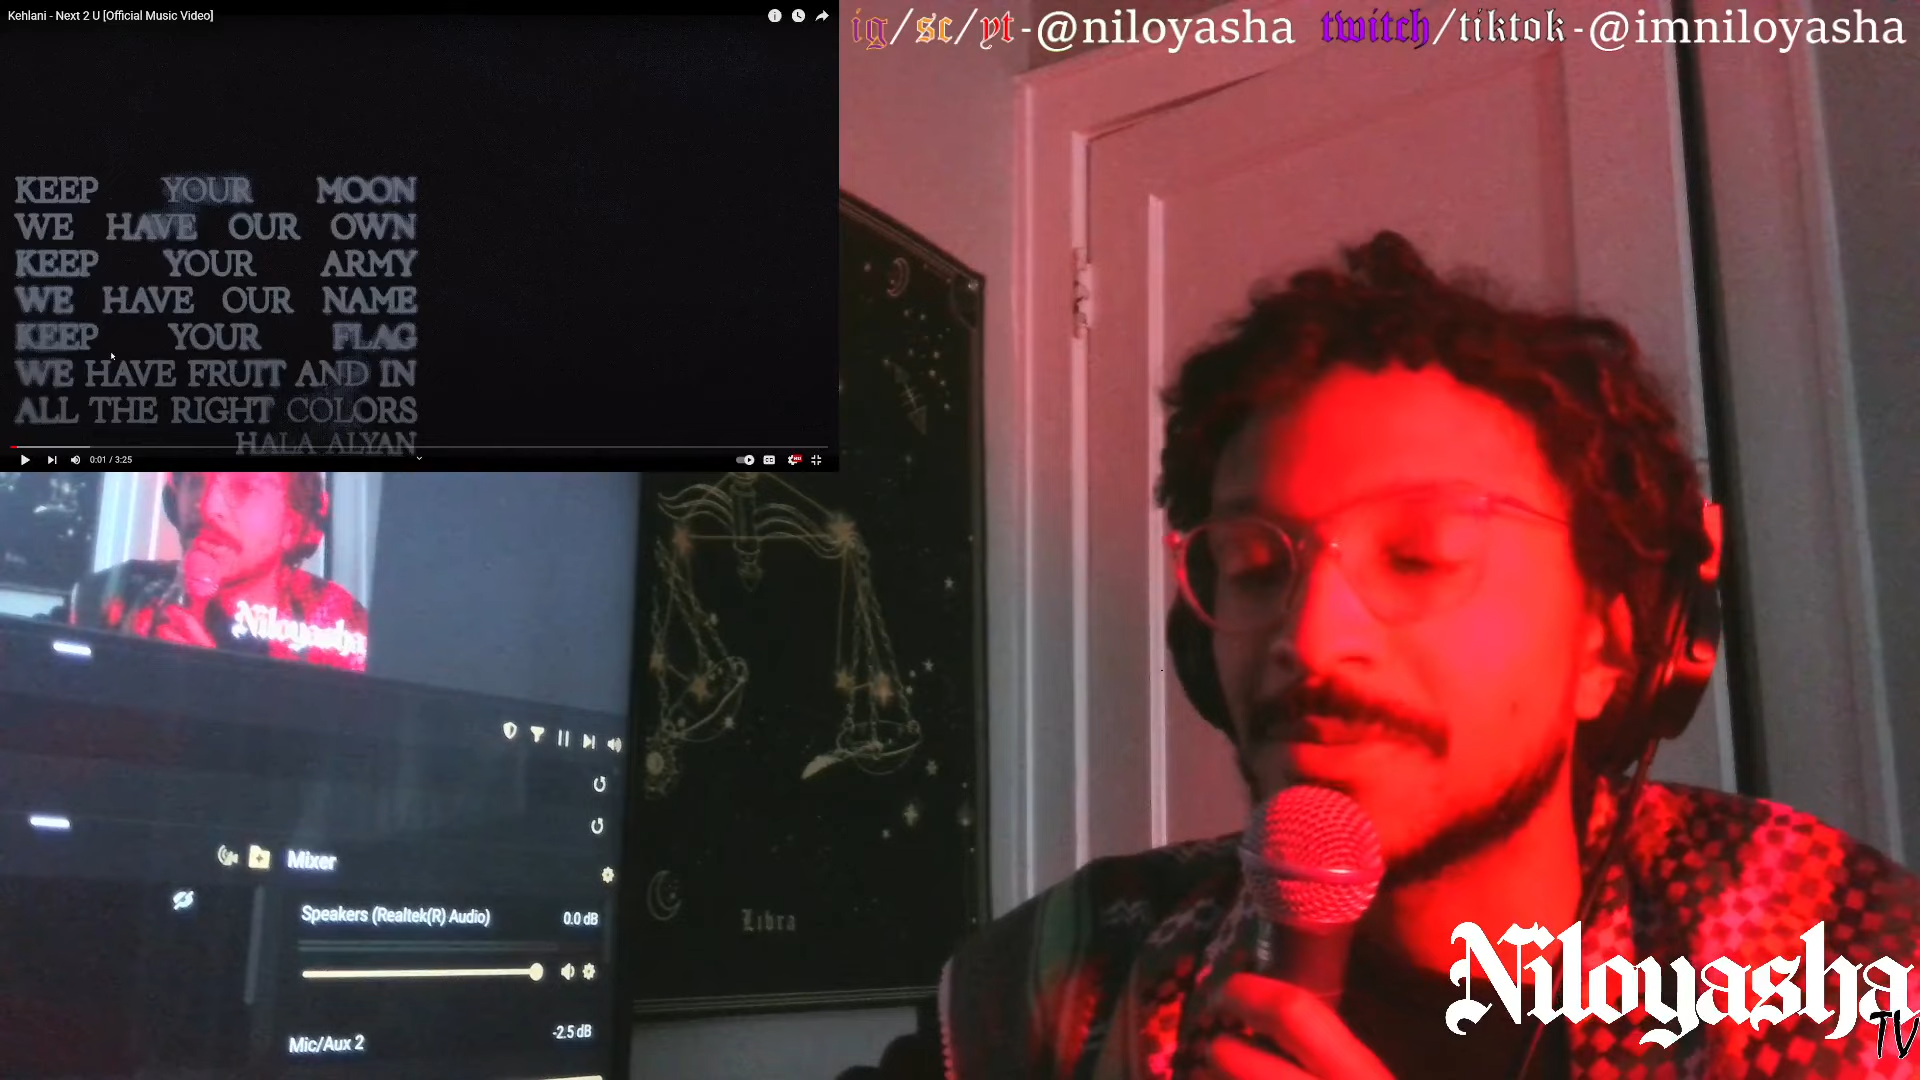 Kehlani - Next 2 U [Official Music Video]
ig/sc/yt-@niloyasha twitch/tiktok-@imniloyasha
KEEP YOUR MOON
WE HAVE OUR OWN
KEEP YOUR ARMY
WE HAVE OUR NAME
KEEP YOUR FLAG
WE HAVE FRUIT AND IN
ALL THE RIGHT COLORS
HALA ALYAN
0:01 / 3:25
Niloyasha
Mixer
Speakers (Realtek(R) Audio) 0.0 dB
Mic/Aux 2 -2.5 dB
Libra
Niloyasha
TV